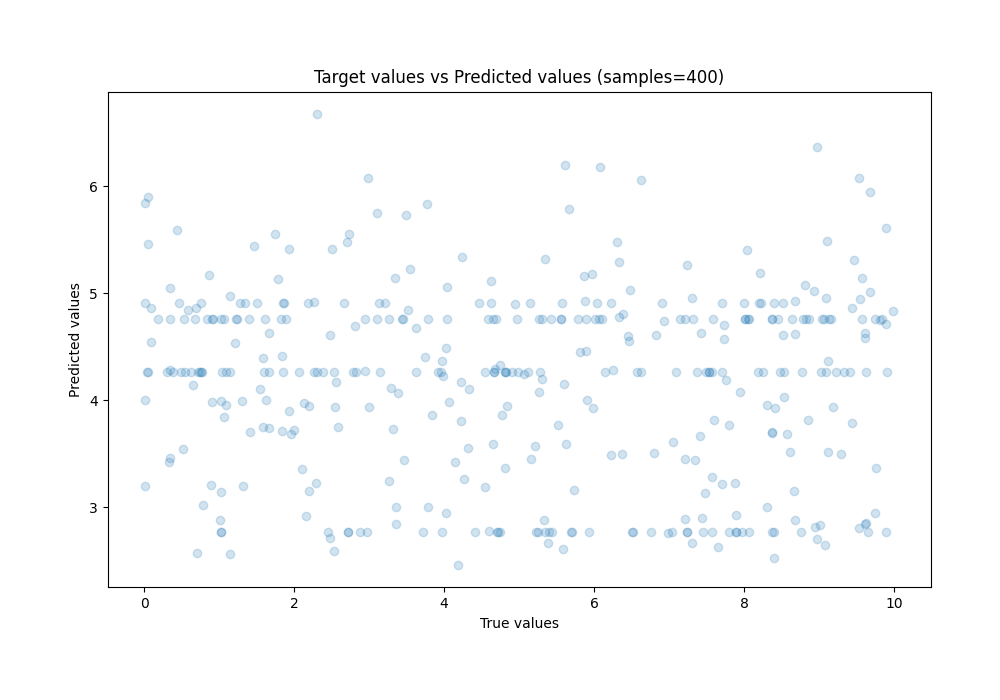 Target values vs Predicted values (samples=400)
6
5
4
3
Predicted values
0 2 4 6 8 10
True values